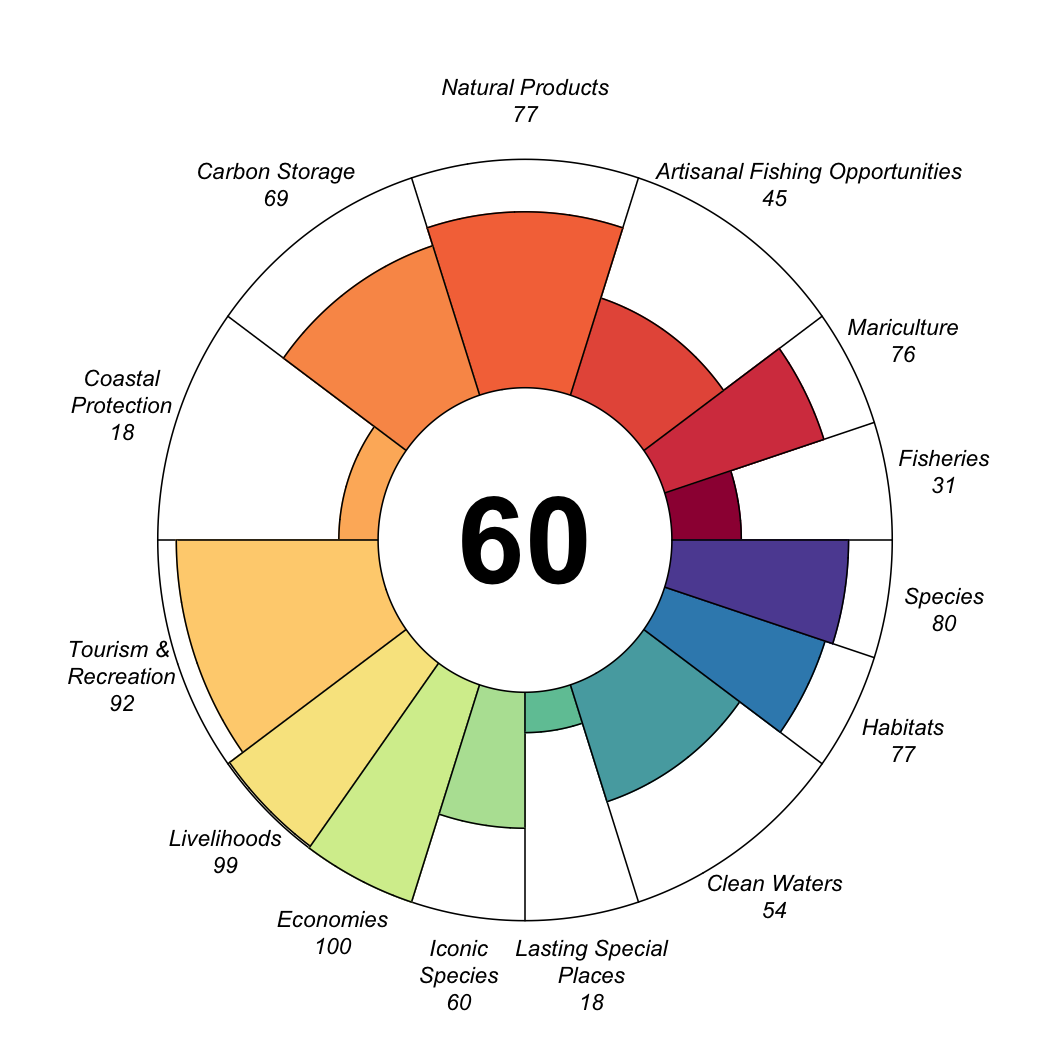 Natural Products
77
Carbon Storage
69
Artisanal Fishing Opportunities
45
Mariculture
76
Coastal
Protection
18
Fisheries
31
60
Species
80
Tourism &
Recreation
92
Habitats
77
Livelihoods
99
Clean Waters
54
Economies
100
Iconic
Species
60
Lasting Special
Places
18